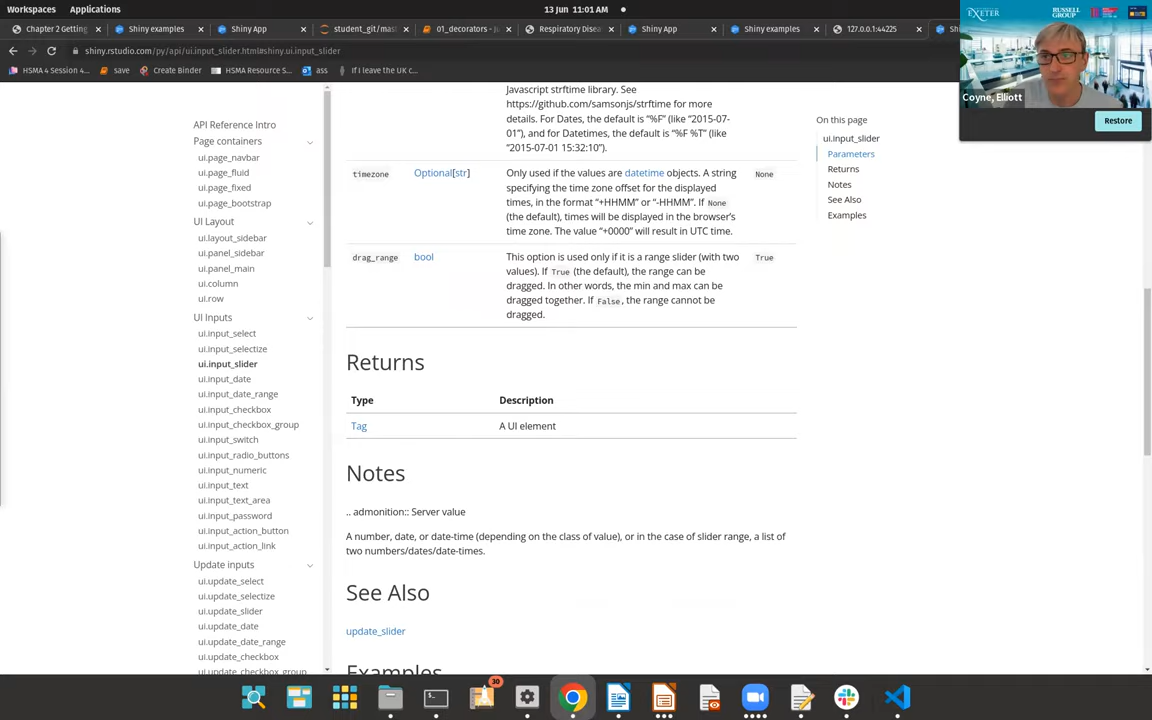 Workspaces Applications 13 Jun 11:01 AM
Chapter 2 Getting Shiny examples Shiny App student_git/mas 01_decorators - Ju Respiratory Disea Shiny App Shiny examples 127.0.0.1:4425 Sh
shiny.rstudio.com/py/api/ui.input_slider.html#shiny.ui.input_slider
HSMA 4 Session 4... save Create Binder HSMA Resource S... ass If I leave the UK c...
EXETER RUSSELL GROUP
Coyne, Elliott
Restore
API Reference Intro
Page containers
ui.page_navbar
ui.page_fluid
ui.page_fixed
ui.page_bootstrap
UI Layout
ui.layout_sidebar
ui.panel_sidebar
ui.panel_main
ui.column
ui.row
UI Inputs
ui.input_select
ui.input_selectize
ui.input_slider
ui.input_date
ui.input_date_range
ui.input_checkbox
ui.input_checkbox_group
ui.input_switch
ui.input_radio_buttons
ui.input_numeric
ui.input_text
ui.input_text_area
ui.input_password
ui.input_action_button
ui.input_action_link
Update inputs
ui.update_select
ui.update_selectize
ui.update_slider
ui.update_date
ui.update_date_range
ui.update_checkbox
ui.update_checkbox_group
Javascript strftime library. See
https://github.com/samsonjs/strftime for more
details. For Dates, the default is “%F” (like “2015-07-
01”), and for Datetimes, the default is “%F %T” (like
“2015-07-01 15:32:10”).
timezone Optional[str] Only used if the values are datetime objects. A string None
specifying the time zone offset for the displayed
times, in the format “+HHMM” or “-HHMM”. If None
(the default), times will be displayed in the browser’s
time zone. The value “+0000” will result in UTC time.
drag_range bool This option is used only if it is a range slider (with two True
values). If True (the default), the range can be
dragged. In other words, the min and max can be
dragged together. If False, the range cannot be
dragged.
Returns
Type Description
Tag A UI element
Notes
.. admonition:: Server value
A number, date, or date-time (depending on the class of value), or in the case of slider range, a list of
two numbers/dates/date-times.
See Also
update_slider
Examples
On this page
ui.input_slider
Parameters
Returns
Notes
See Also
Examples
30